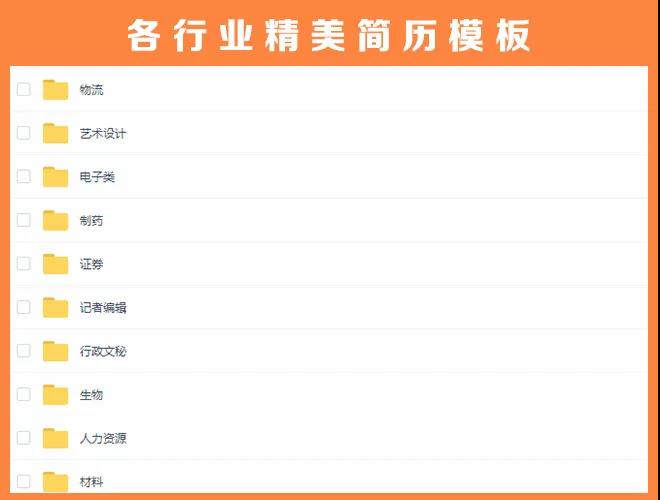 各行业精美简历模板
物流
艺术设计
电子类
制药
证券
记者编辑
行政文秘
生物
人力资源
材料